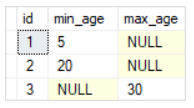 id min_age max_age
1 5 NULL
2 20 NULL
3 NULL 30